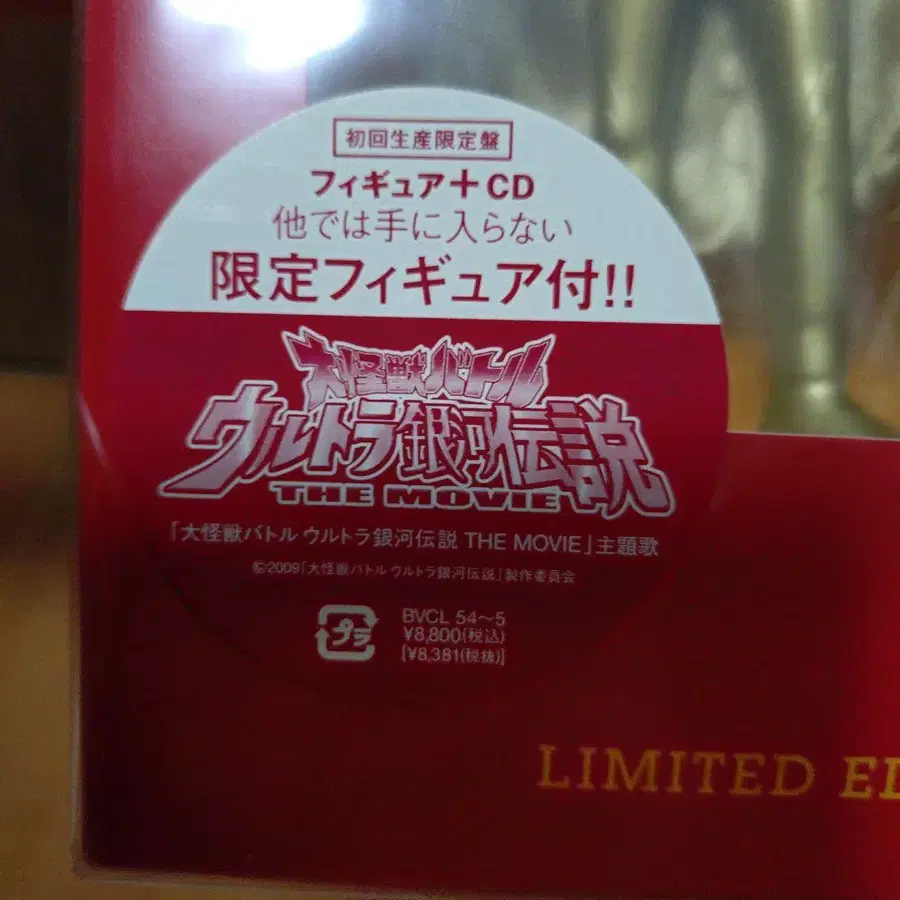 初回生産限定盤
フィギュア+CD
他では手に入らない
限定フィギュア付!!
大怪獣バトル
ウルトラ銀河伝説
THE MOVIE
「大怪獣バトル ウルトラ銀河伝説 THE MOVIE」主題歌
©2009「大怪獣バトル ウルトラ銀河伝説」製作委員会
プラ
BVCL 54〜5
¥8,800(税込)
[¥8,381(税抜)]
LIMITED ED